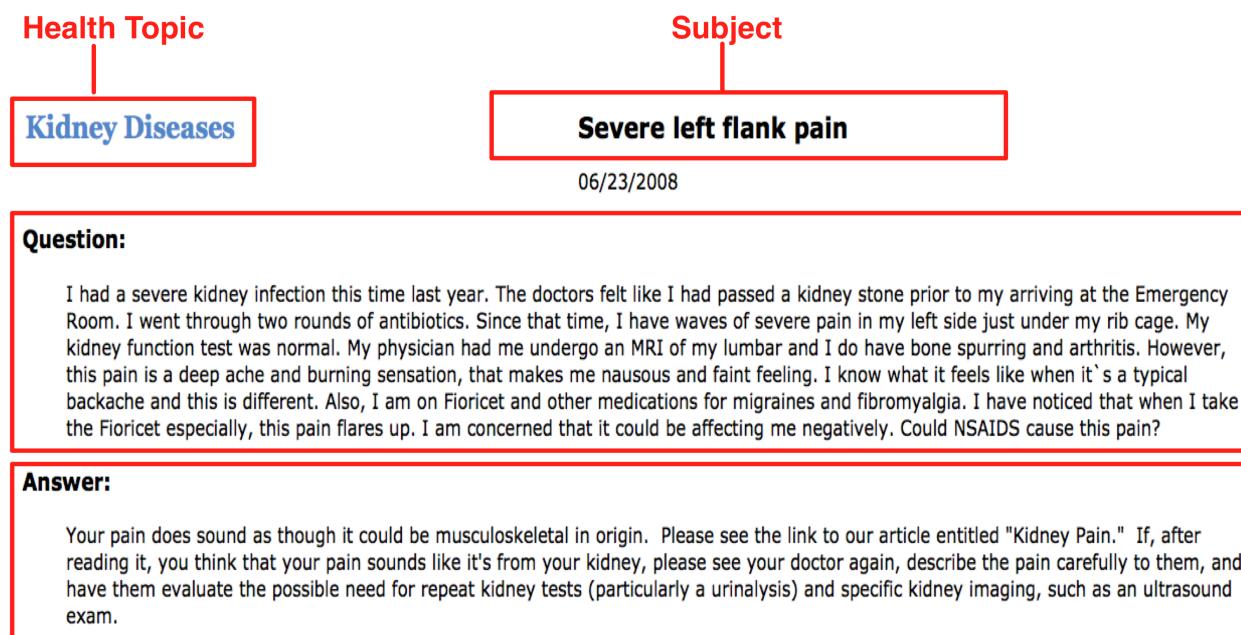 Health Topic
Subject
Kidney Diseases
Severe left flank pain
06/23/2008
Question:
I had a severe kidney infection this time last year. The doctors felt like I had passed a kidney stone prior to my arriving at the Emergency
Room. I went through two rounds of antibiotics. Since that time, I have waves of severe pain in my left side just under my rib cage. My
kidney function test was normal. My physician had me undergo an MRI of my lumbar and I do have bone spurring and arthritis. However,
this pain is a deep ache and burning sensation, that makes me nausous and faint feeling. I know what it feels like when it`s a typical
backache and this is different. Also, I am on Fioricet and other medications for migraines and fibromyalgia. I have noticed that when I take
the Fioricet especially, this pain flares up. I am concerned that it could be affecting me negatively. Could NSAIDS cause this pain?
Answer:
Your pain does sound as though it could be musculoskeletal in origin.  Please see the link to our article entitled "Kidney Pain."  If, after
reading it, you think that your pain sounds like it's from your kidney, please see your doctor again, describe the pain carefully to them, and
have them evaluate the possible need for repeat kidney tests (particularly a urinalysis) and specific kidney imaging, such as an ultrasound
exam.